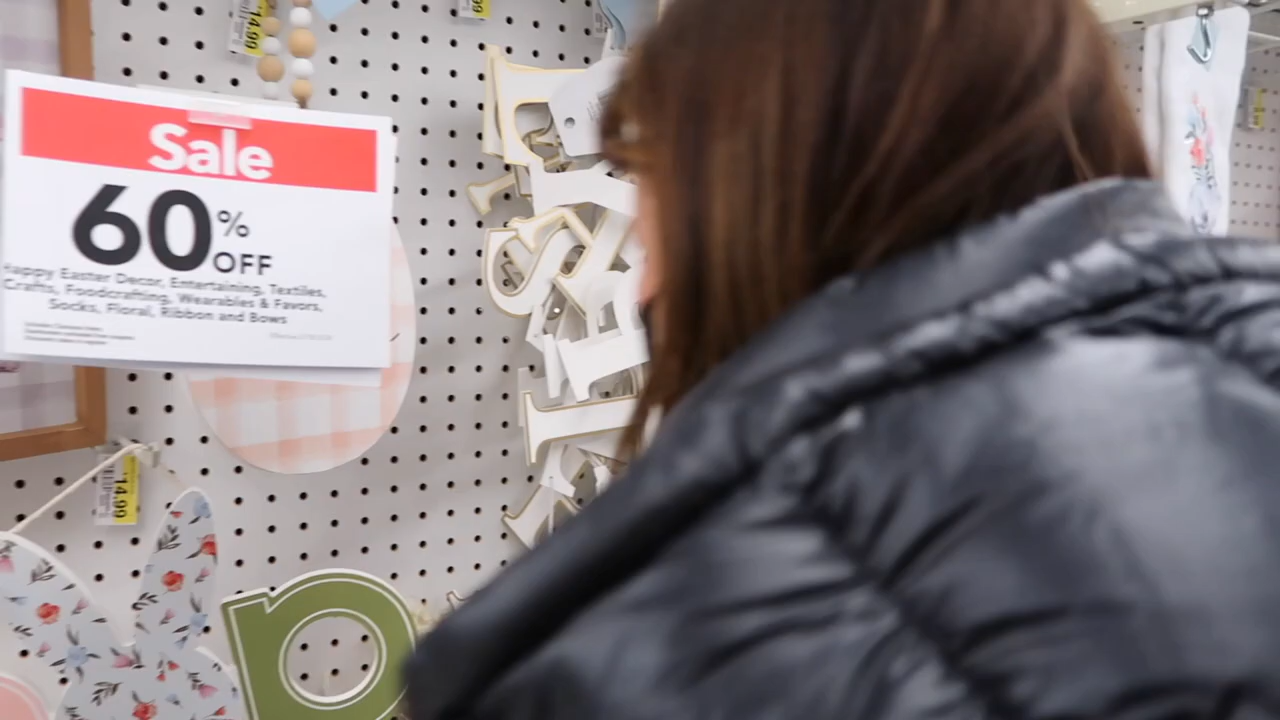 14.99
Sale
60%
OFF
Happy Easter Decor, Entertaining, Textiles,
Crafts, Foodcrafting, Wearables & Favors,
Socks, Floral, Ribbon and Bows
14.99
p